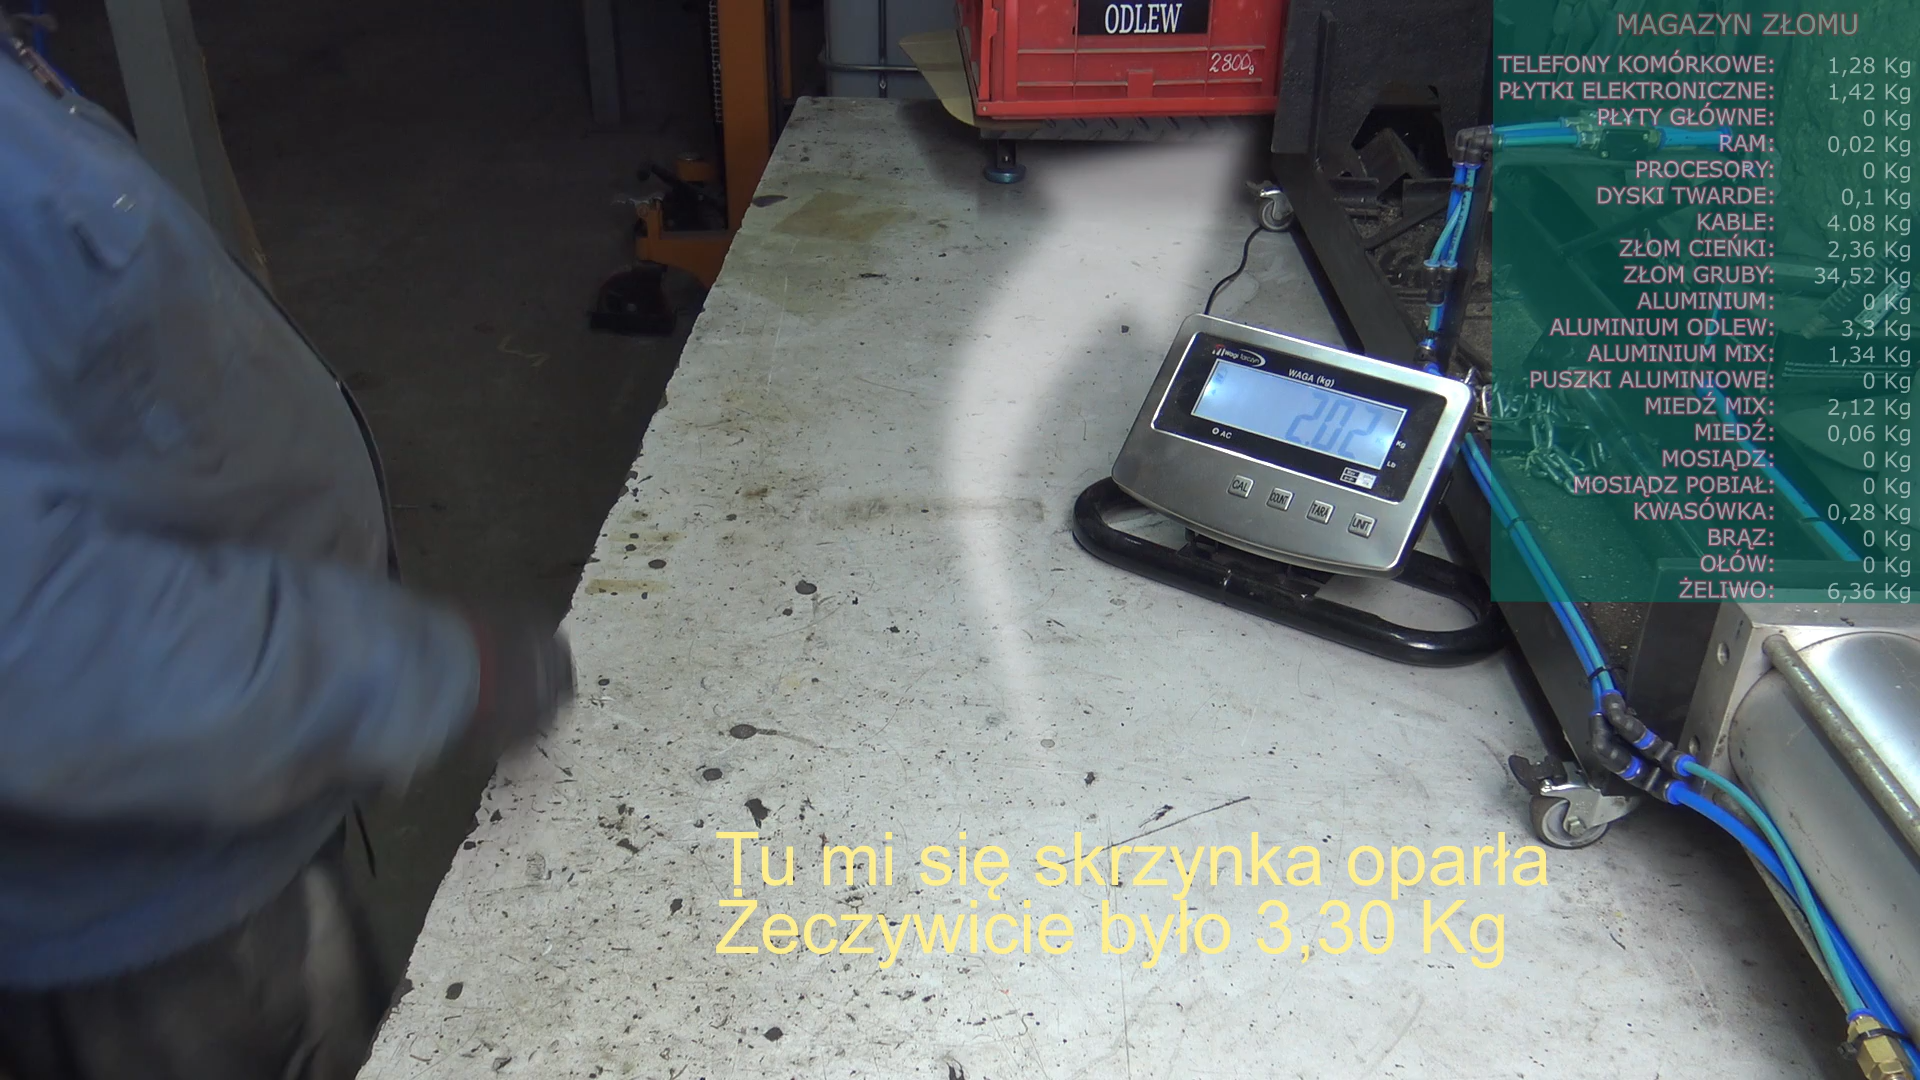 ODLEW
2800g
MAGAZYN ZŁOMU
TELEFONY KOMÓRKOWE: 1,28 Kg
PŁYTKI ELEKTRONICZNE: 1,42 Kg
PŁYTY GŁÓWNE: 0 Kg
RAM: 0,02 Kg
PROCESORY: 0 Kg
DYSKI TWARDE: 0,1 Kg
KABLE: 4.08 Kg
ZŁOM CIEŃKI: 2,36 Kg
ZŁOM GRUBY: 34,52 Kg
ALUMINIUM: 0 Kg
ALUMINIUM ODLEW: 3,3 Kg
ALUMINIUM MIX: 1,34 Kg
PUSZKI ALUMINIOWE: 0 Kg
MIEDŹ MIX: 2,12 Kg
MIEDŹ: 0,06 Kg
MOSIĄDZ: 0 Kg
MOSIĄDZ POBIAŁ: 0 Kg
KWASÓWKA: 0,28 Kg
BRĄZ: 0 Kg
OŁÓW: 0 Kg
ŻELIWO: 6,36 Kg
WAGA (kg)
2.02
Kg
AC
Lb
CAL COUNT TARA UNIT
Tu mi się skrzynka oparła
Żeczywicie było 3,30 Kg